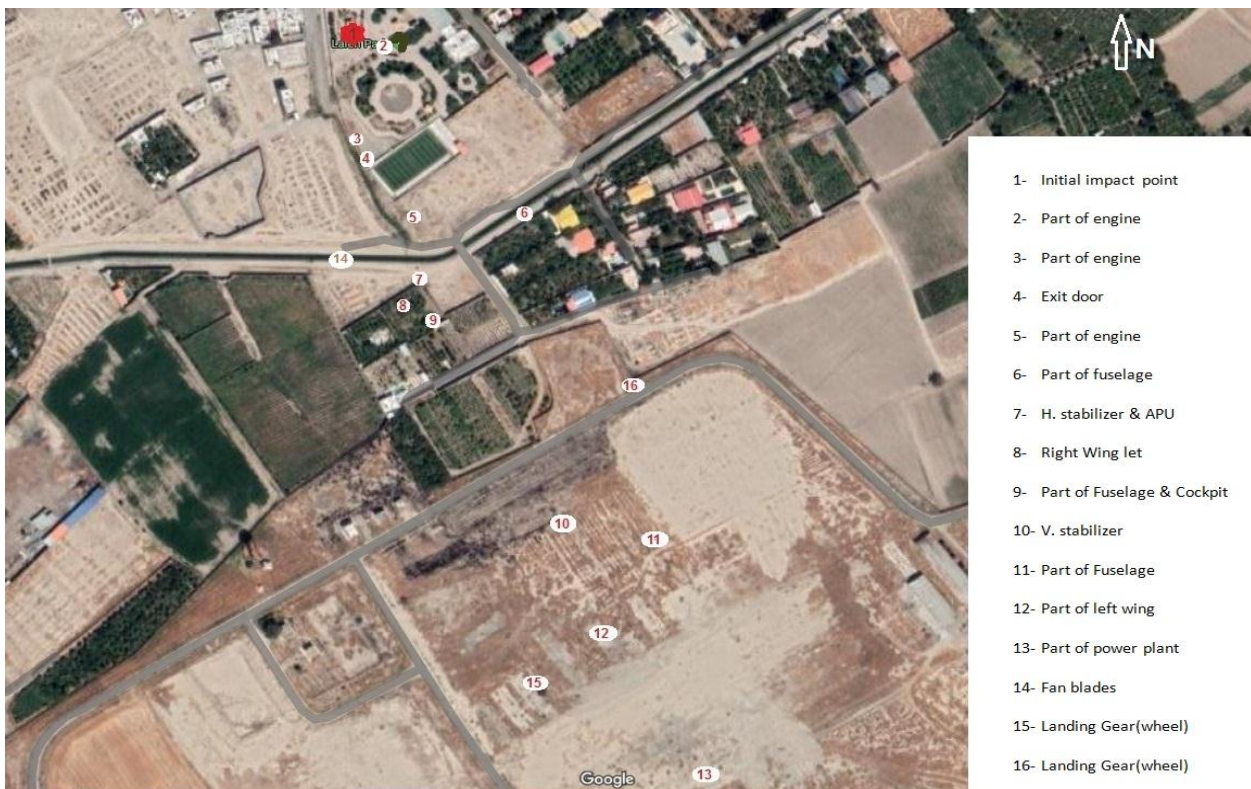 1
2
Laleh Park
3
4
5
6
14
7
8
9
16
10
11
12
15
13
Google
N
1- Initial impact point
2- Part of engine
3- Part of engine
4- Exit door
5- Part of engine
6- Part of fuselage
7- H. stabilizer & APU
8- Right Wing let
9- Part of Fuselage & Cockpit
10- V. stabilizer
11- Part of Fuselage
12- Part of left wing
13- Part of power plant
14- Fan blades
15- Landing Gear(wheel)
16- Landing Gear(wheel)